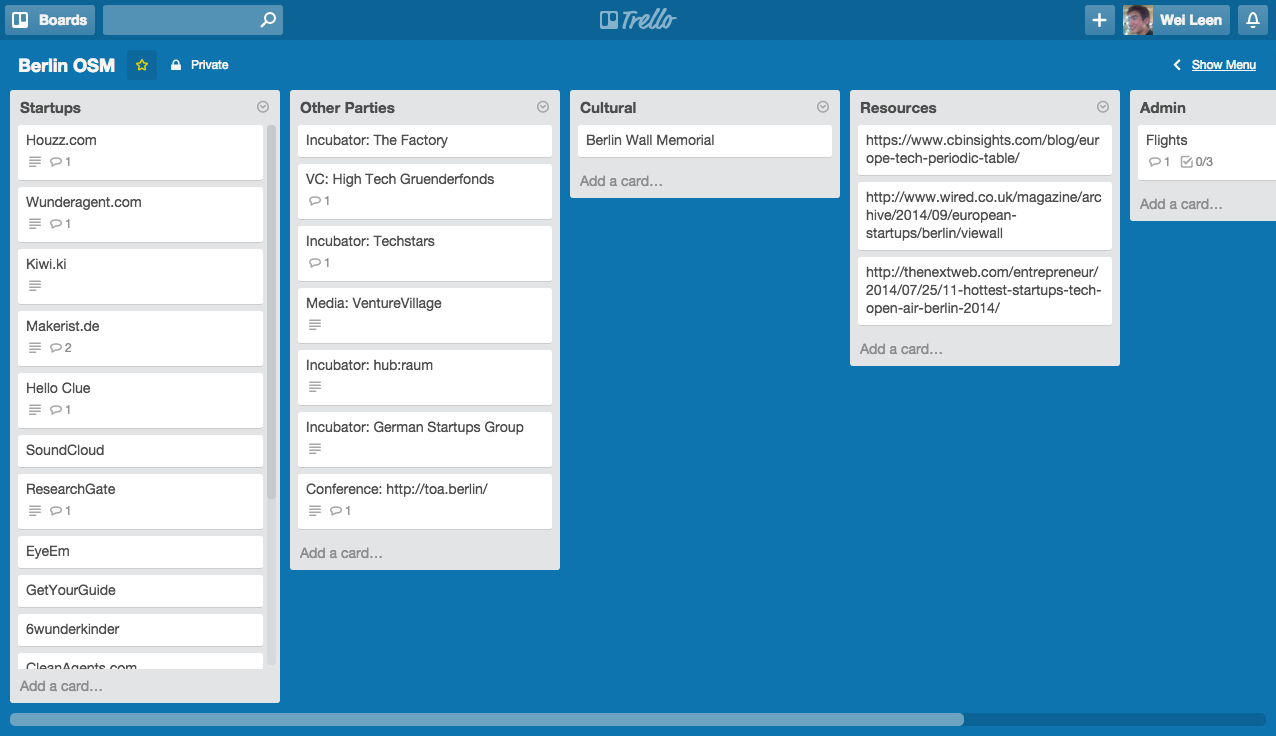 Boards
Trello
Wei Leen
Berlin OSM
Private
Show Menu
Startups
Houzz.com
1
Wunderagent.com
1
Kiwi.ki
Makerist.de
2
Hello Clue
1
SoundCloud
ResearchGate
1
EyeEm
GetYourGuide
6wunderkinder
CleanAgents.com
Add a card…
Other Parties
Incubator: The Factory
VC: High Tech Gruenderfonds
1
Incubator: Techstars
1
Media: VentureVillage
Incubator: hub:raum
Incubator: German Startups Group
Conference: http://toa.berlin/
1
Add a card…
Cultural
Berlin Wall Memorial
Add a card…
Resources
https://www.cbinsights.com/blog/eur
ope-tech-periodic-table/
http://www.wired.co.uk/magazine/arc
hive/2014/09/european-
startups/berlin/viewall
http://thenextweb.com/entrepreneur/
2014/07/25/11-hottest-startups-tech-
open-air-berlin-2014/
Add a card…
Admin
Flights
1 0/3
Add a card…